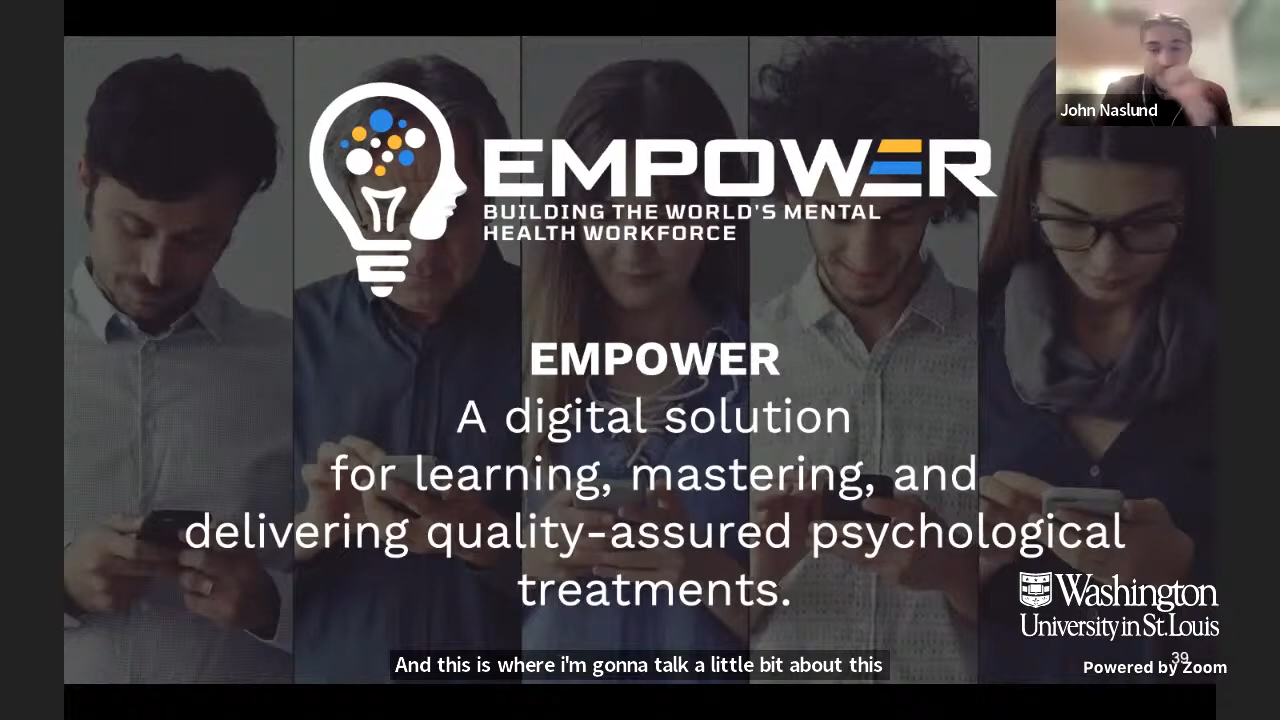 John Naslund
EMPOWER
BUILDING THE WORLD'S MENTAL
HEALTH WORKFORCE
EMPOWER
A digital solution
for learning, mastering, and
delivering quality-assured psychological
treatments.
Washington
University in St. Louis
39
And this is where i'm gonna talk a little bit about this
Powered by Zoom